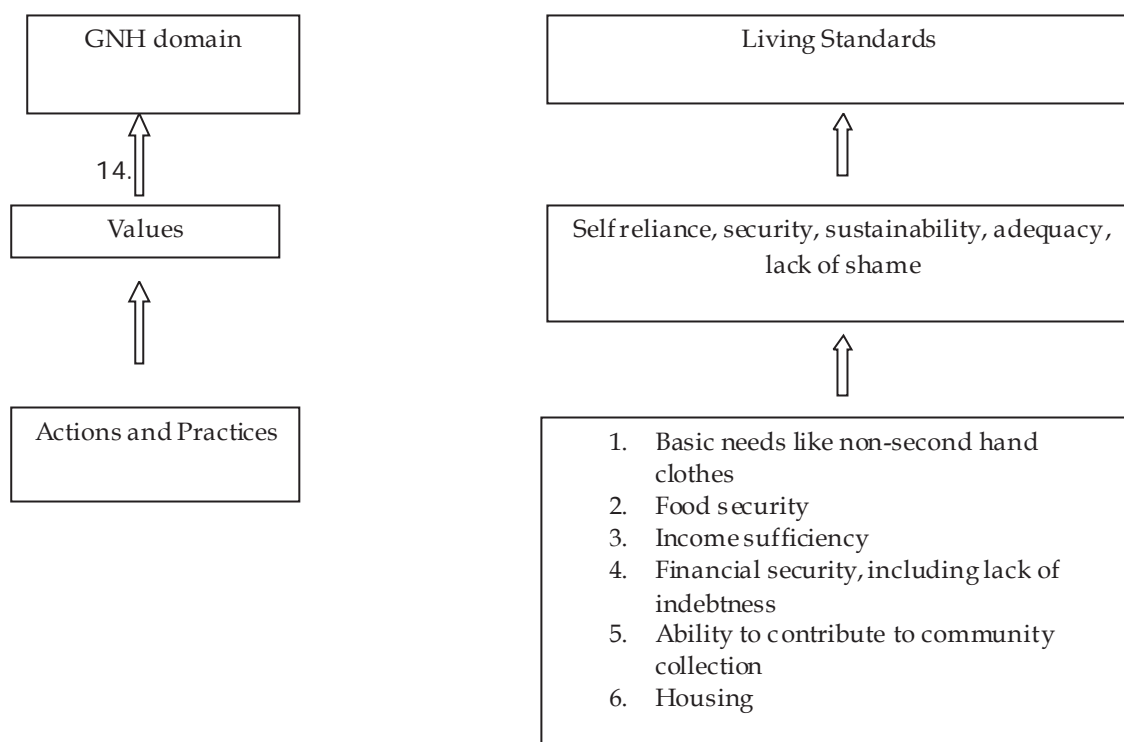 GNH domain
Living Standards
14.
Values
Self reliance, security, sustainability, adequacy,
lack of shame
Actions and Practices
1. Basic needs like non-second hand
clothes
2. Food security
3. Income sufficiency
4. Financial security, including lack of
indebtness
5. Ability to contribute to community
collection
6. Housing